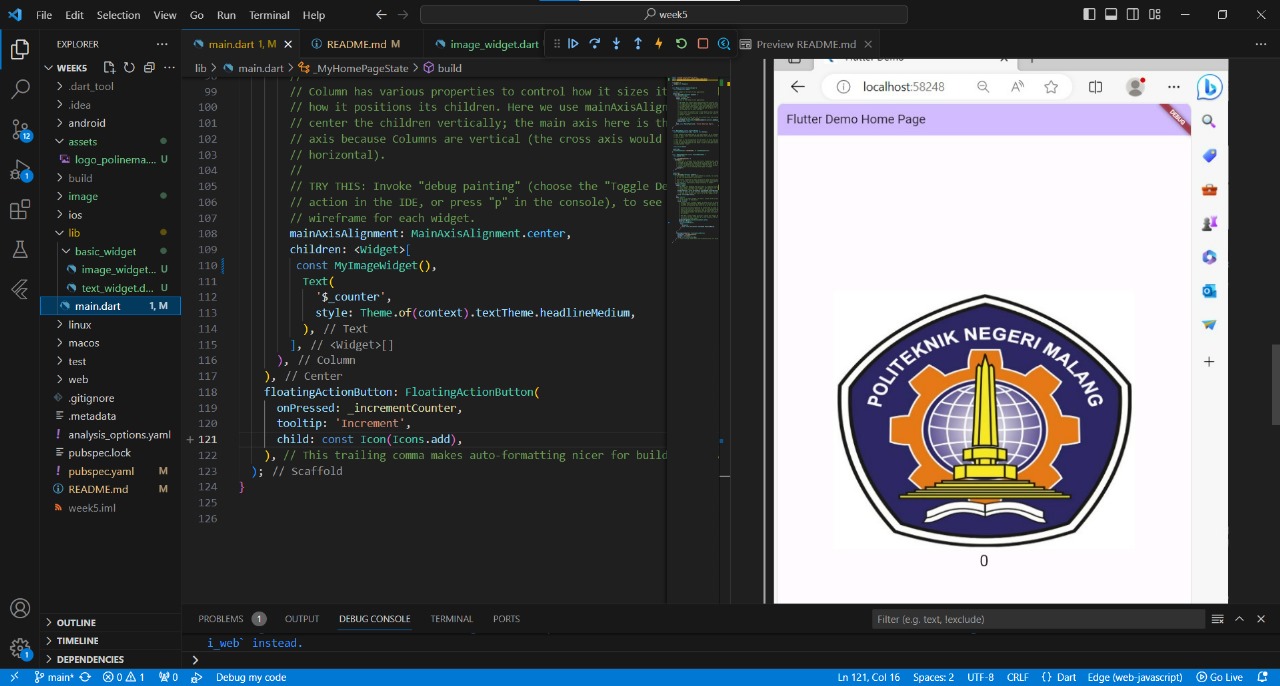 File Edit Selection View Go Run Terminal Help
week5
EXPLORER
main.dart 1, M
README.md M
image_widget.dart
Preview README.md
WEEK5
lib > main.dart > _MyHomePageState > build
.dart_tool
.idea
android
assets
logo_polinema.... U
build
image
ios
lib
basic_widget
image_widget... U
text_widget.d... U
main.dart 1, M
linux
macos
test
web
.gitignore
.metadata
analysis_options.yaml
pubspec.lock
pubspec.yaml M
README.md M
week5.iml
OUTLINE
TIMELINE
DEPENDENCIES
99 // Column has various properties to control how it sizes it
100 // how it positions its children. Here we use mainAxisAlign
101 // center the children vertically; the main axis here is th
102 // axis because Columns are vertical (the cross axis would
103 // horizontal).
104 //
105 // TRY THIS: Invoke "debug painting" (choose the "Toggle De
106 // action in the IDE, or press "p" in the console), to see
107 // wireframe for each widget.
108 mainAxisAlignment: MainAxisAlignment.center,
109 children: <Widget>[
110 const MyImageWidget(),
111 Text(
112 '$_counter',
113 style: Theme.of(context).textTheme.headlineMedium,
114 ), // Text
115 ], // <Widget>[]
116 ), // Column
117 ), // Center
118 floatingActionButton: FloatingActionButton(
119 onPressed: _incrementCounter,
120 tooltip: 'Increment',
121 child: const Icon(Icons.add),
122 ), // This trailing comma makes auto-formatting nicer for build
123 ); // Scaffold
124 }
125
126
localhost:58248
Flutter Demo Home Page
DEBUG
POLITEKNIK NEGERI MALANG
0
PROBLEMS 1 OUTPUT DEBUG CONSOLE TERMINAL PORTS
Filter (e.g. text, !exclude)
i_web` instead.
main* 0 1 0 Debug my code
Ln 121, Col 16 Spaces: 2 UTF-8 CRLF {} Dart Edge (web-javascript) Go Live